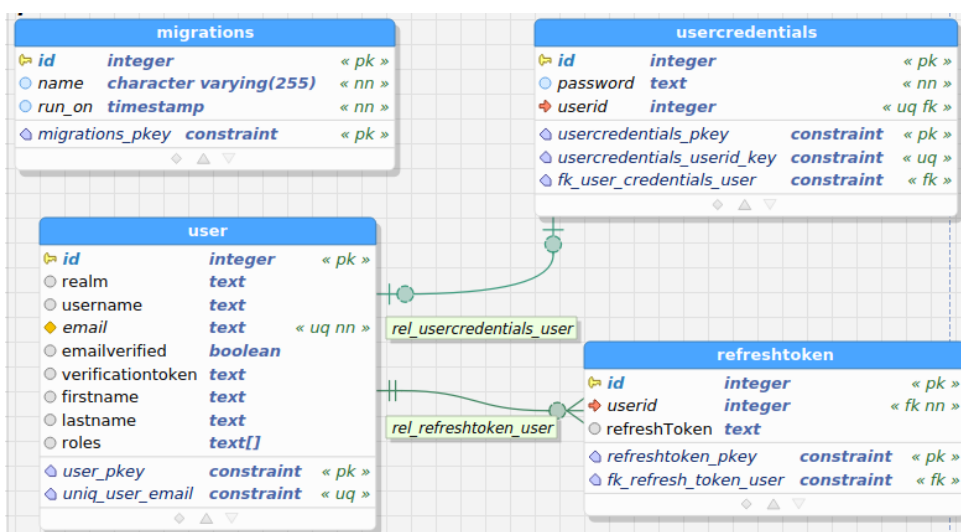 migrations
id integer « pk »
name character varying(255) « nn »
run_on timestamp « nn »
migrations_pkey constraint « pk »
usercredentials
id integer « pk »
password text « nn »
userid integer « uq fk »
usercredentials_pkey constraint « pk »
usercredentials_userid_key constraint « uq »
fk_user_credentials_user constraint « fk »
user
id integer « pk »
realm text
username text
email text « uq nn »
emailverified boolean
verificationtoken text
firstname text
lastname text
roles text[]
user_pkey constraint « pk »
uniq_user_email constraint « uq »
rel_usercredentials_user
rel_refreshtoken_user
refreshtoken
id integer « pk »
userid integer « fk nn »
refreshToken text
refreshtoken_pkey constraint « pk »
fk_refresh_token_user constraint « fk »